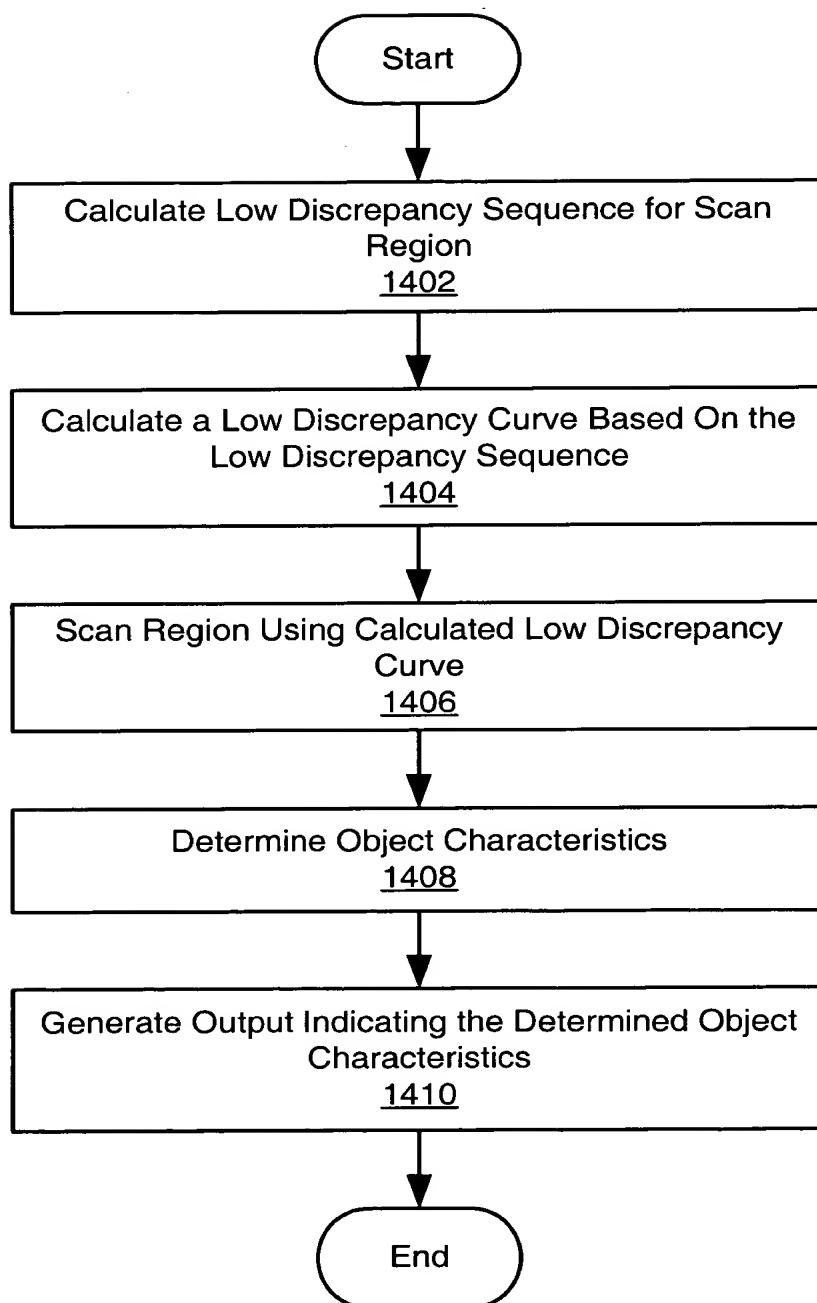 Start
Calculate Low Discrepancy Sequence for Scan
Region
1402
Calculate a Low Discrepancy Curve Based On the
Low Discrepancy Sequence
1404
Scan Region Using Calculated Low Discrepancy
Curve
1406
Determine Object Characteristics
1408
Generate Output Indicating the Determined Object
Characteristics
1410
End